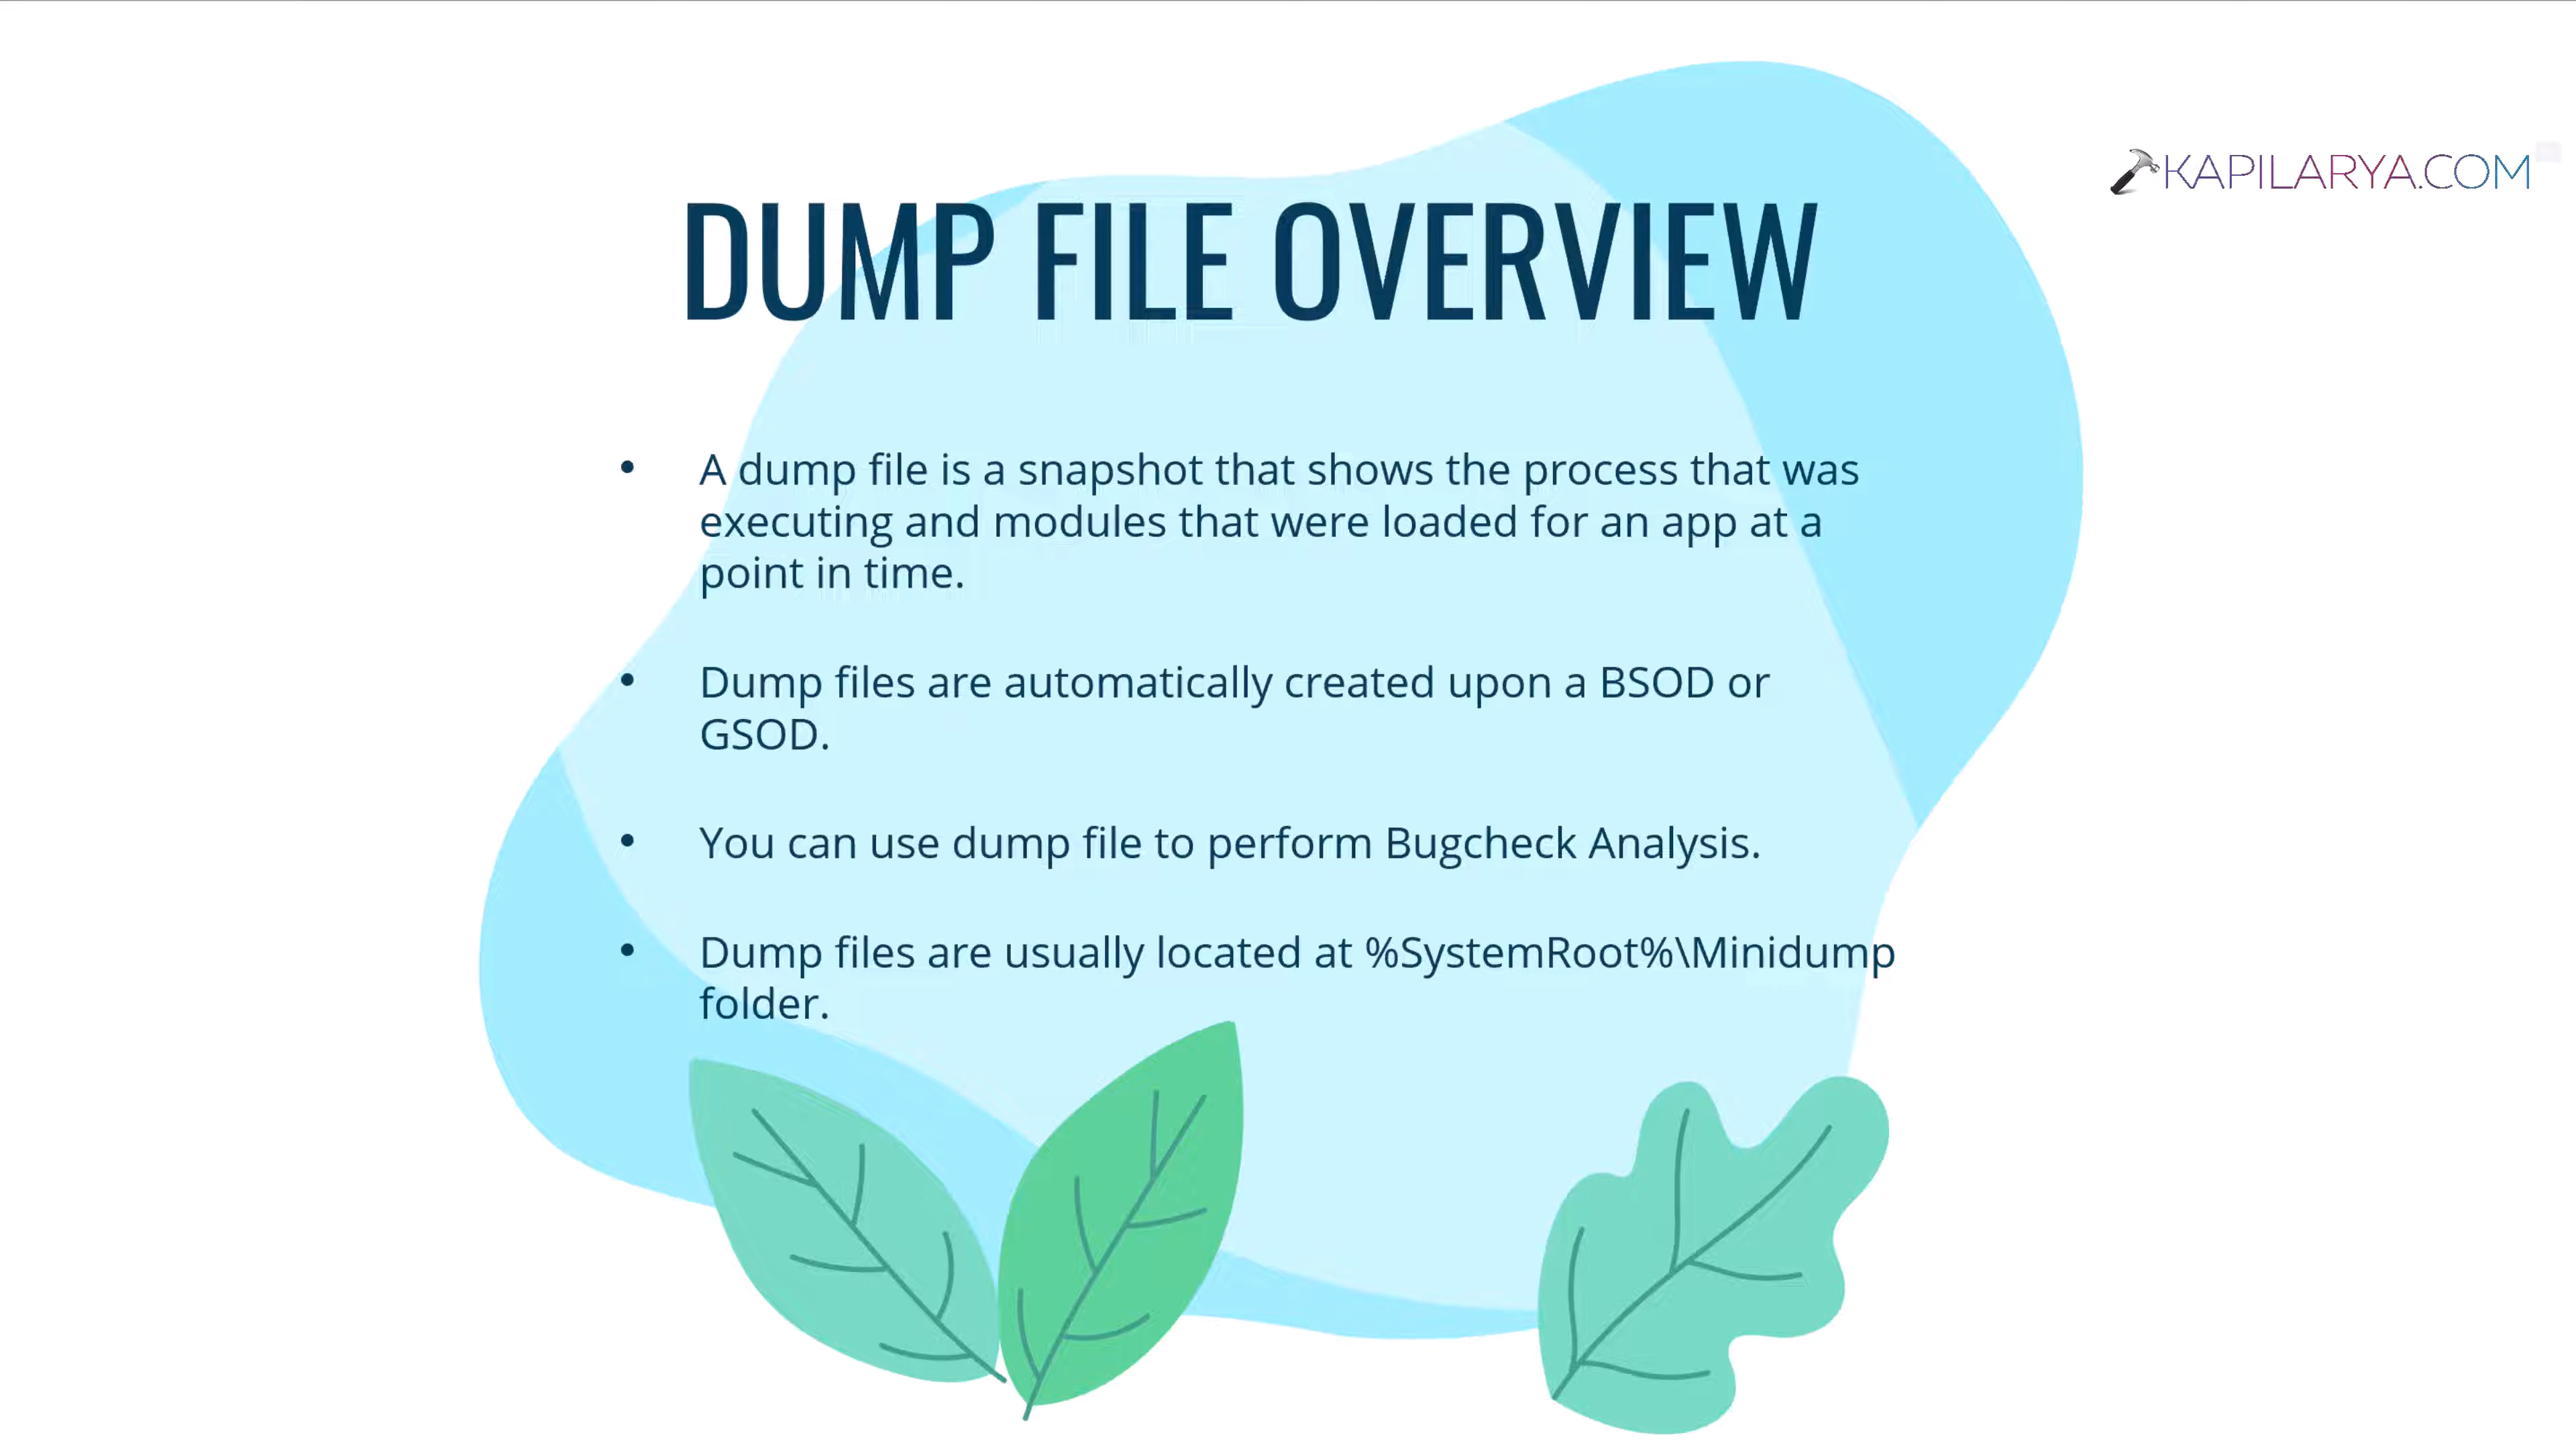 KAPILARYA.COM
DUMP FILE OVERVIEW
• A dump file is a snapshot that shows the process that was
executing and modules that were loaded for an app at a
point in time.
• Dump files are automatically created upon a BSOD or
GSOD.
• You can use dump file to perform Bugcheck Analysis.
• Dump files are usually located at %SystemRoot%\Minidump
folder.